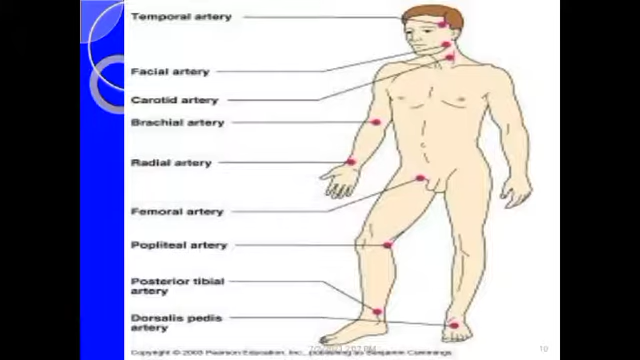 Temporal artery
Facial artery
Carotid artery
Brachial artery
Radial artery
Femoral artery
Popliteal artery
Posterior tibial
artery
Dorsalis pedis
artery
Copyright © 2003 Pearson Education, Inc., publishing as Benjamin Cummings.
10